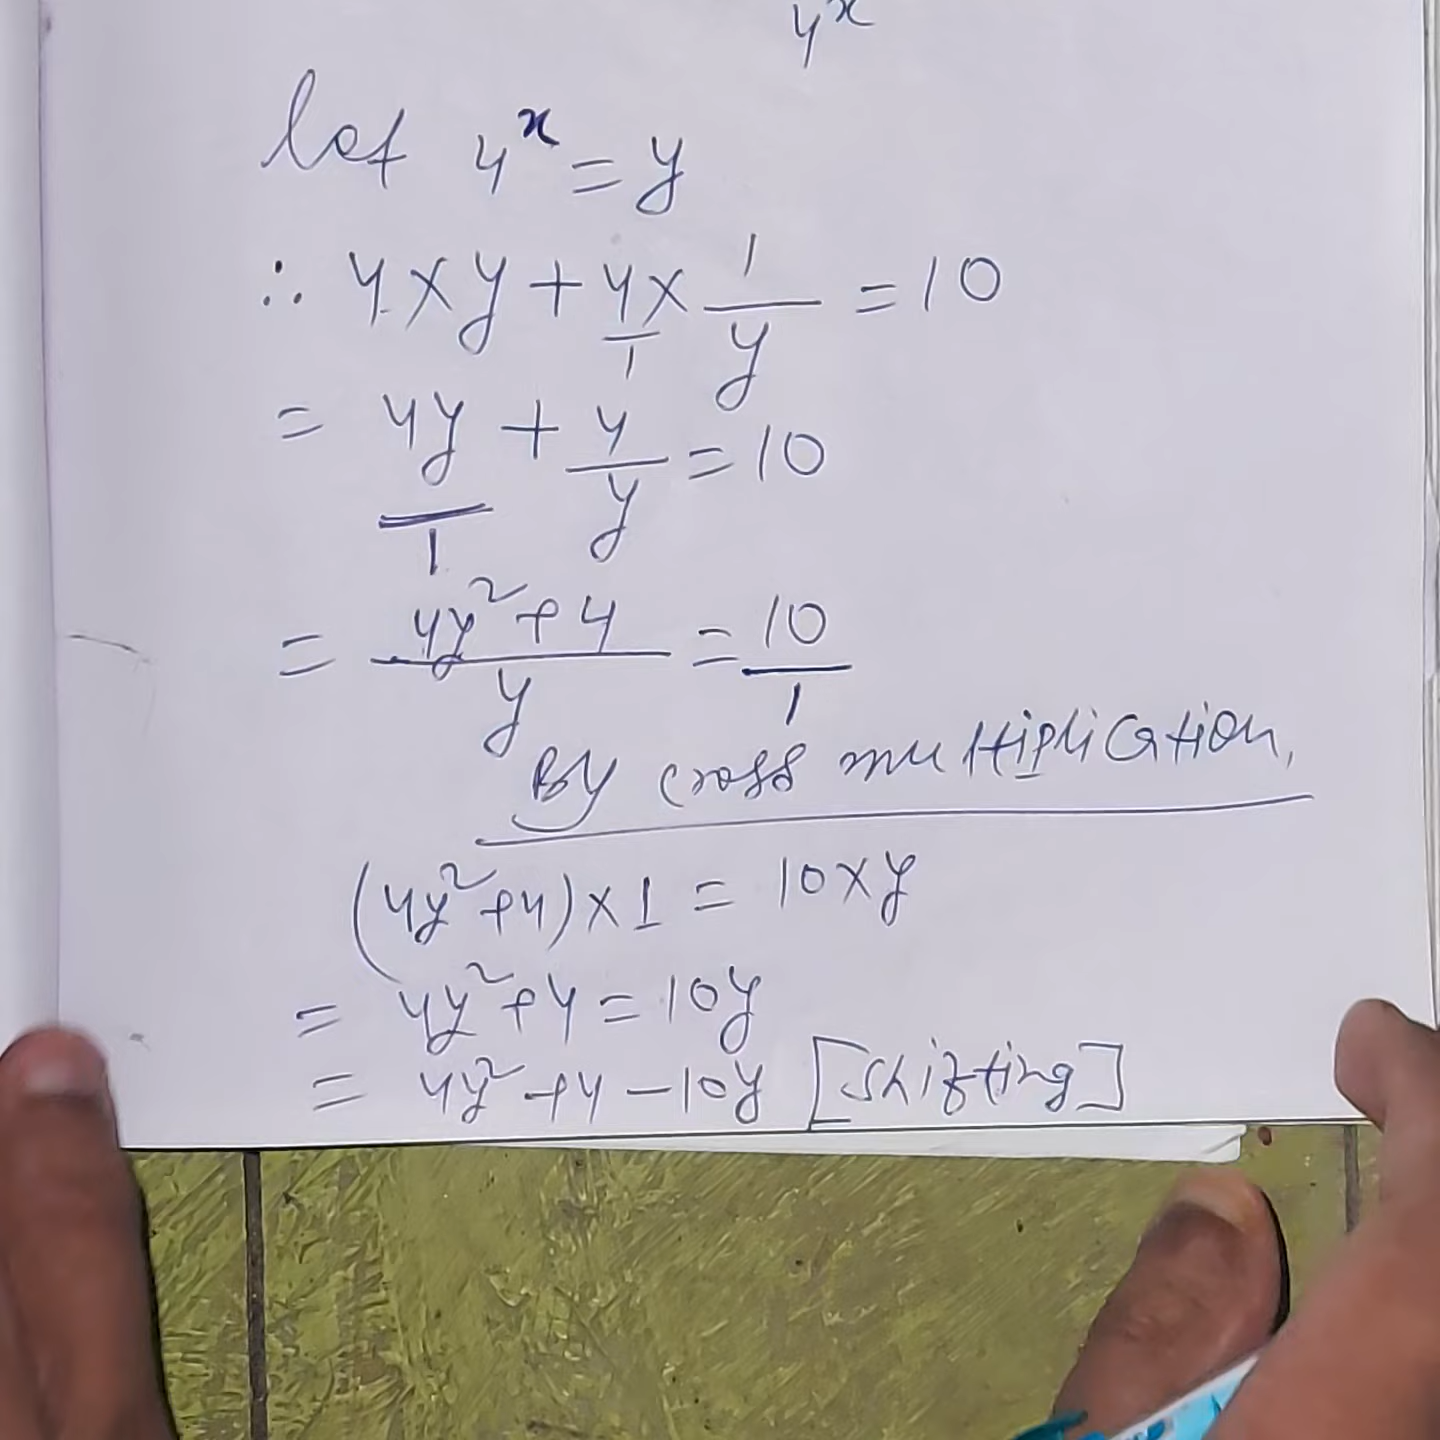 4^x
let 4^x = y
∴ 4 × y + 4/1 × 1/y = 10
= 4y/1 + 4/y = 10
= (4y² + 4)/y = 10/1
By cross multiplication,
(4y² + 4) × 1 = 10 × y
= 4y² + 4 = 10y
= 4y² + 4 - 10y [Shifting]